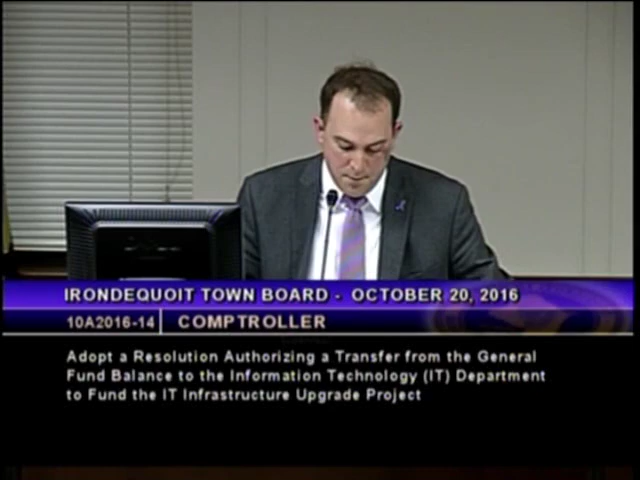 IRONDEQUOIT TOWN BOARD - OCTOBER 20, 2016
10A2016-14 COMPTROLLER
Adopt a Resolution Authorizing a Transfer from the General
Fund Balance to the Information Technology (IT) Department
to Fund the IT Infrastructure Upgrade Project